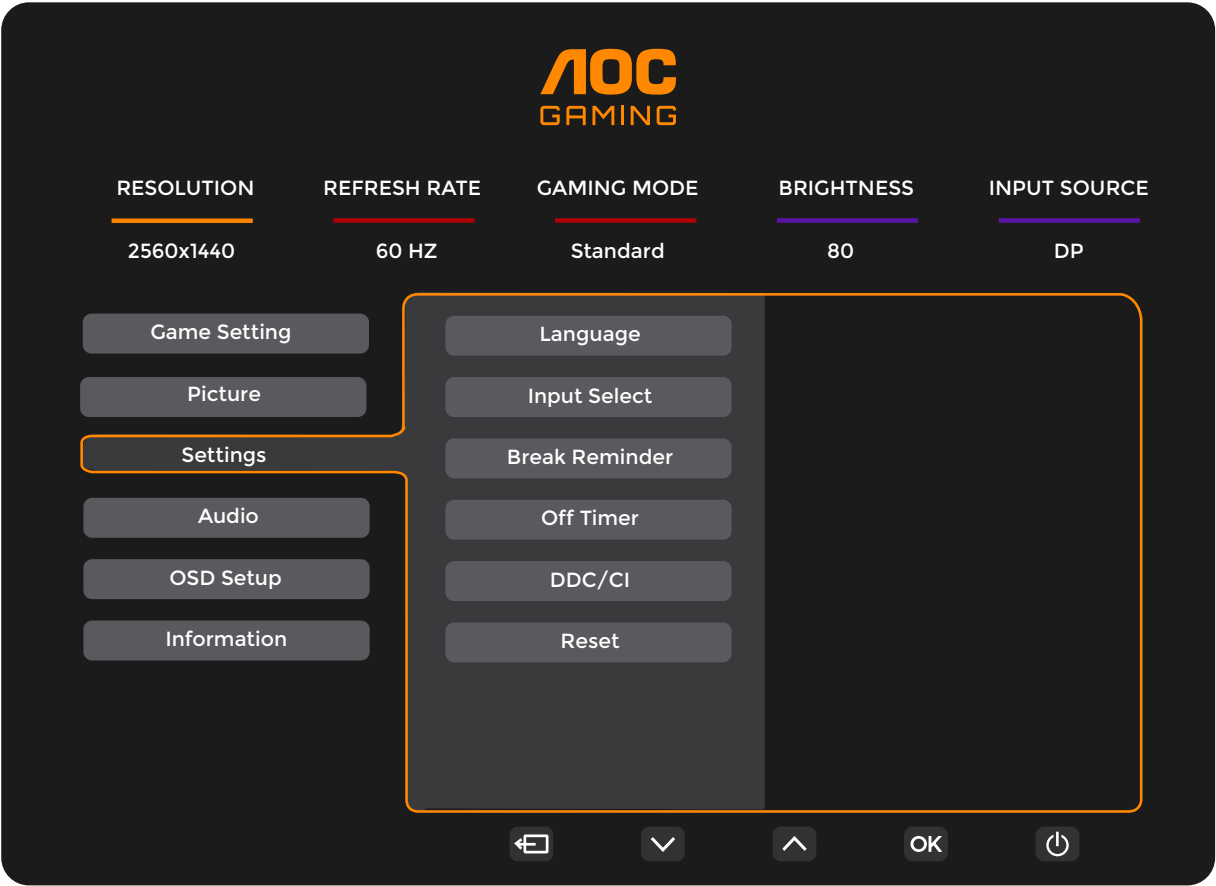 AOC
GAMING
RESOLUTION REFRESH RATE GAMING MODE BRIGHTNESS INPUT SOURCE
2560x1440 60 HZ Standard 80 DP
Game Setting
Picture
Settings
Audio
OSD Setup
Information
Language
Input Select
Break Reminder
Off Timer
DDC/CI
Reset
OK